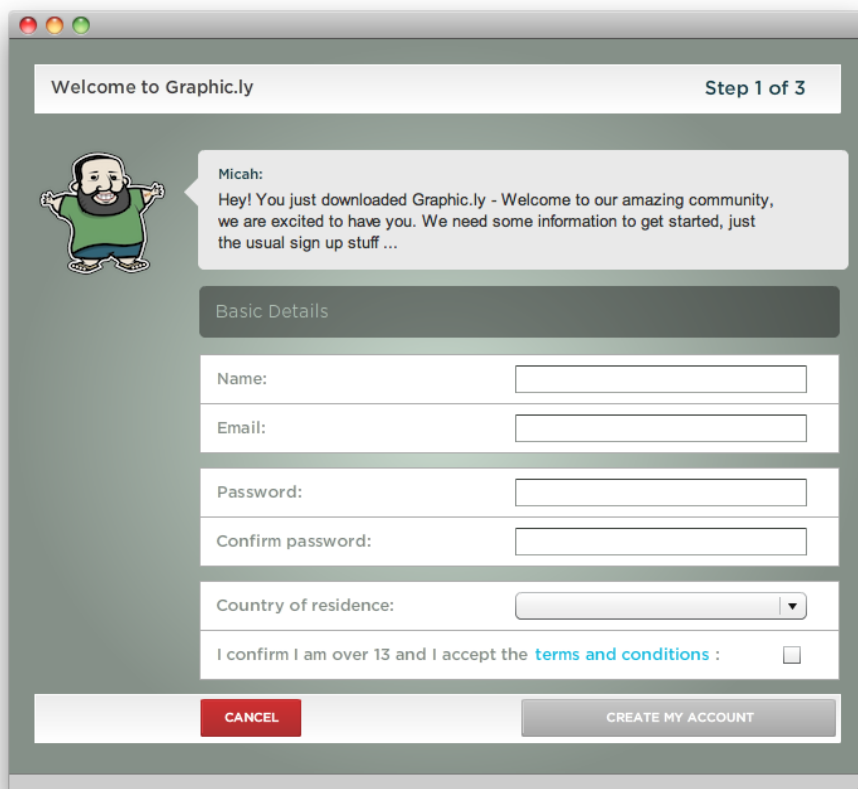 Welcome to Graphic.ly
Step 1 of 3
Micah:
Hey! You just downloaded Graphic.ly - Welcome to our amazing community,
we are excited to have you. We need some information to get started, just
the usual sign up stuff ...
Basic Details
Name:
Email:
Password:
Confirm password:
Country of residence:
I confirm I am over 13 and I accept the terms and conditions :
CANCEL
CREATE MY ACCOUNT